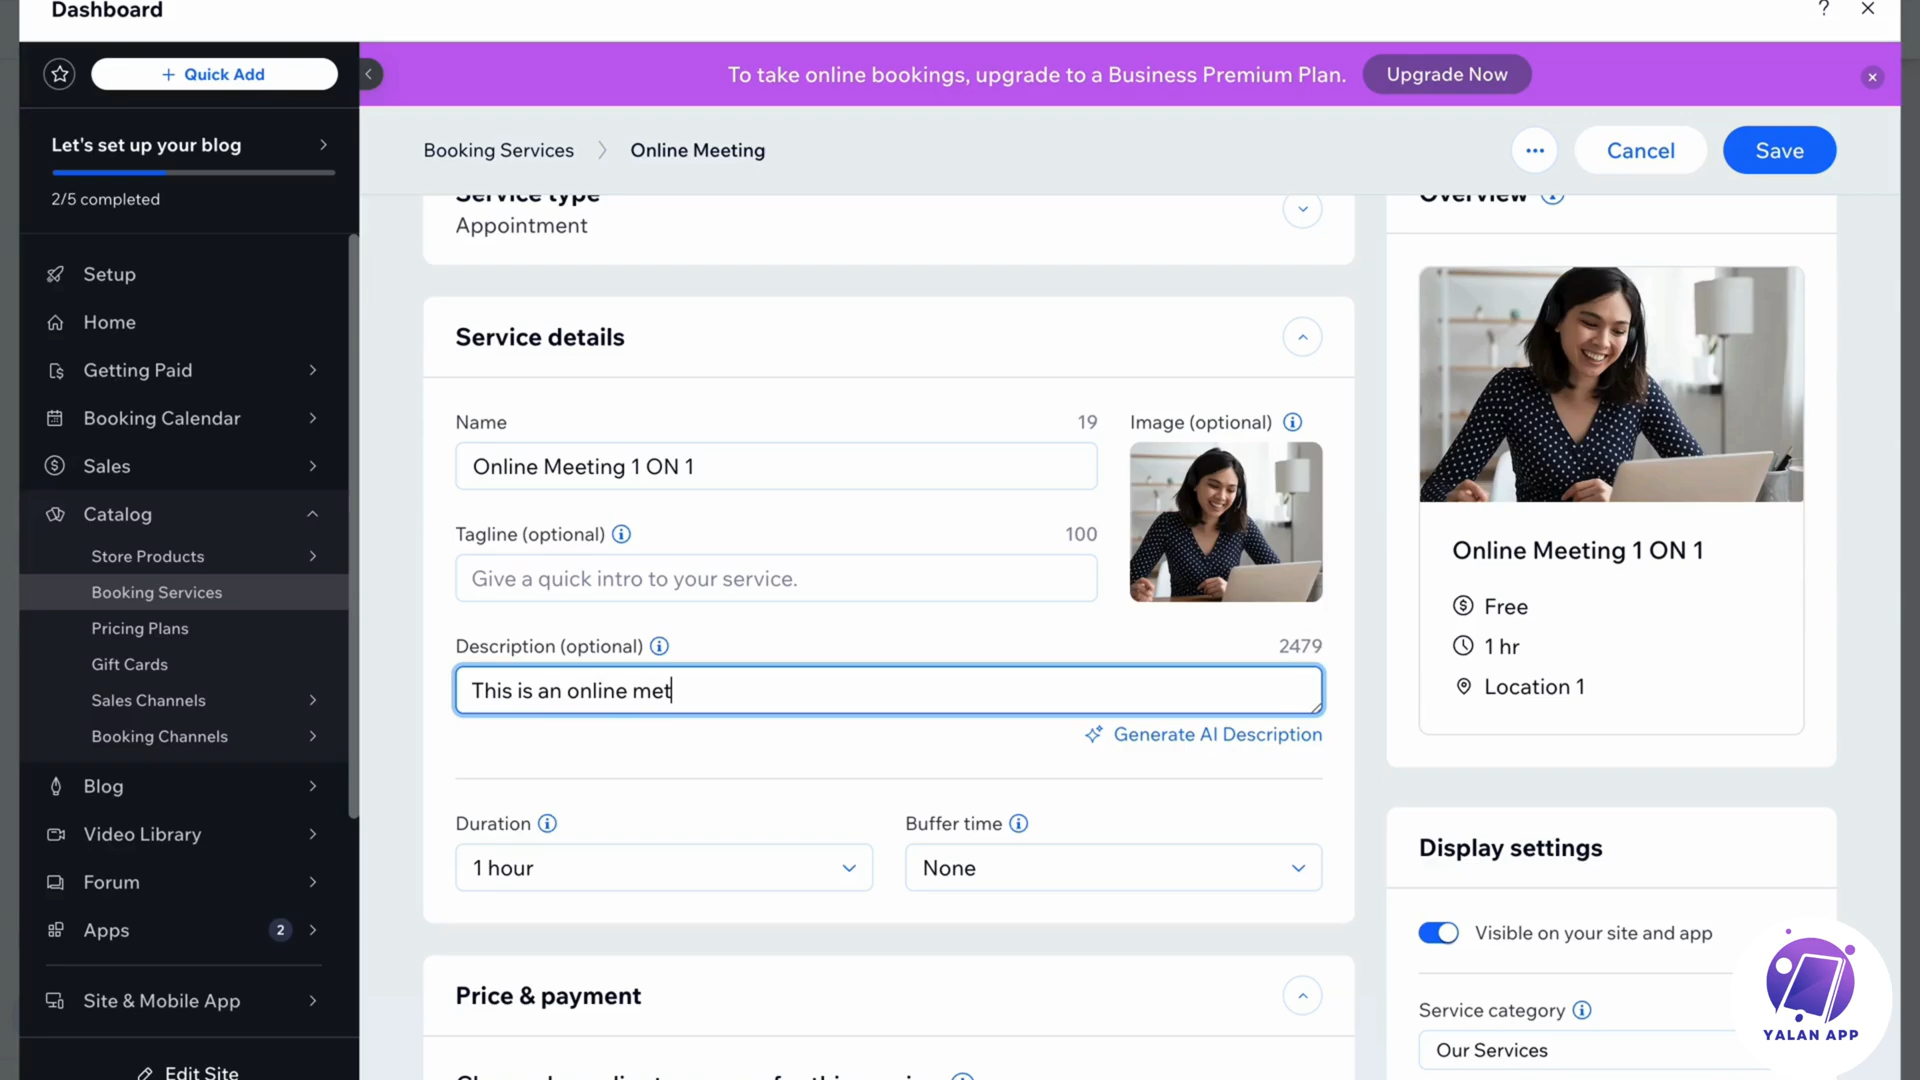 Dashboard
?
Quick Add
To take online bookings, upgrade to a Business Premium Plan.
Upgrade Now
Let's set up your blog
2/5 completed
Booking Services
Online Meeting
Cancel
Save
Setup
Home
Getting Paid
Booking Calendar
Sales
Catalog
Store Products
Booking Services
Pricing Plans
Gift Cards
Sales Channels
Booking Channels
Blog
Video Library
Forum
Apps
2
Site & Mobile App
Edit Site
Service type
Appointment
Service details
Name
19
Online Meeting 1 ON 1
Image (optional)
Tagline (optional)
100
Give a quick intro to your service.
Description (optional)
2479
This is an online met
Generate AI Description
Duration
1 hour
Buffer time
None
Price & payment
Overview
Online Meeting 1 ON 1
Free
1 hr
Location 1
Display settings
Visible on your site and app
Service category
Our Services
YALAN APP